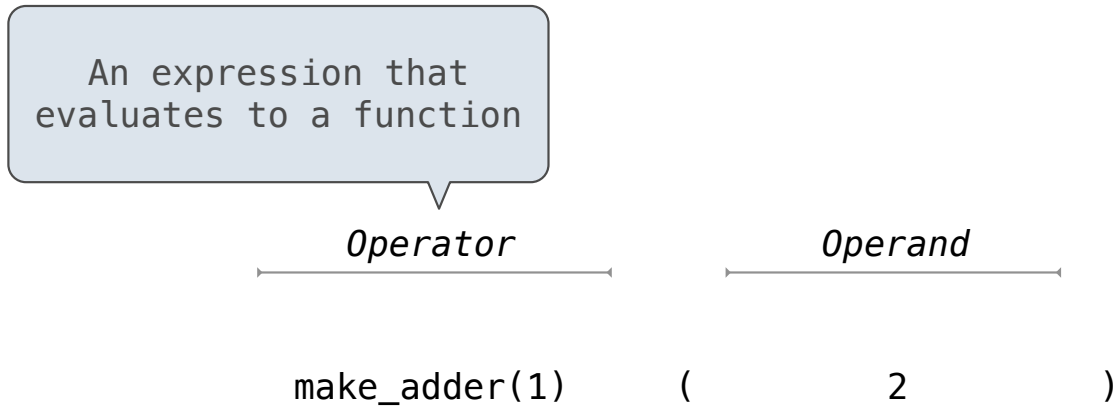 An expression that
evaluates to a function
Operator Operand
make_adder(1) ( 2 )